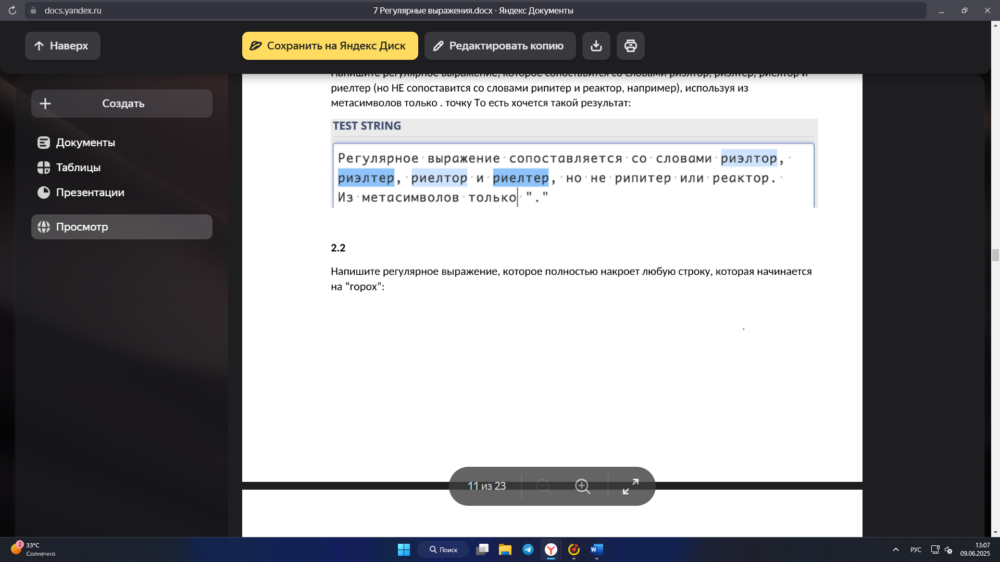 docs.yandex.ru
7 Регулярные выражения.docx - Яндекс Документы
Наверх
Сохранить на Яндекс Диск
Редактировать копию
Создать
Документы
Таблицы
Презентации
Просмотр
Напишите регулярное выражение, которое сопоставится со словами риэлтор, риэлтер, риелтор и
риелтер (но НЕ сопоставится со словами рипитер и реактор, например), используя из
метасимволов только . точку То есть хочется такой результат:
TEST STRING
Регулярное·выражение·сопоставляется·со·словами·риэлтор,·
риэлтер,·риелтор·и·риелтер,·но·не·рипитер·или·реактор.·
Из·метасимволов·только·"."
2.2
Напишите регулярное выражение, которое полностью накроет любую строку, которая начинается
на “горох”:
11 из 23
2
33°C
Солнечно
Поиск
РУС
13:07
09.06.2025